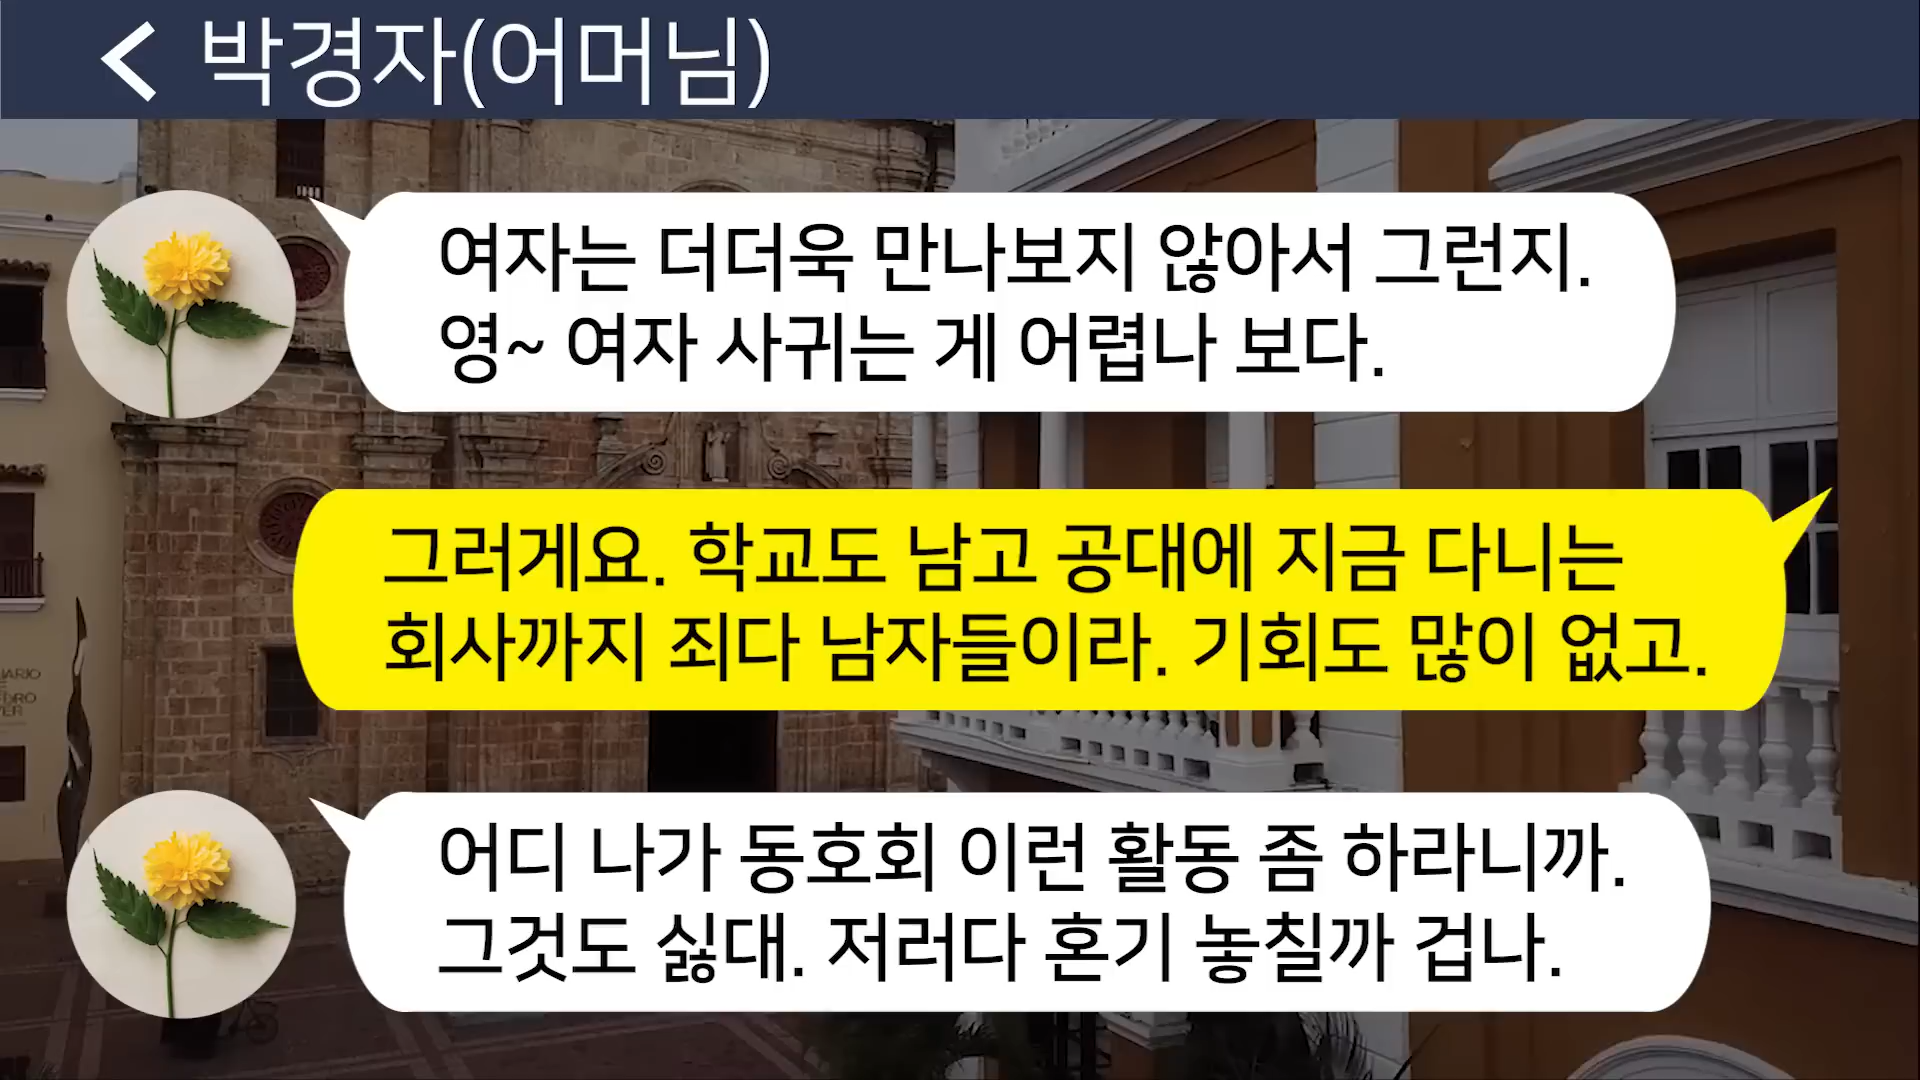 박경자(어머님)
여자는 더더욱 만나보지 않아서 그런지.
영~ 여자 사귀는 게 어렵나 보다.
그러게요. 학교도 남고 공대에 지금 다니는
회사까지 죄다 남자들이라. 기회도 많이 없고.
어디 나가 동호회 이런 활동 좀 하라니까.
그것도 싫대. 저러다 혼기 놓칠까 겁나.